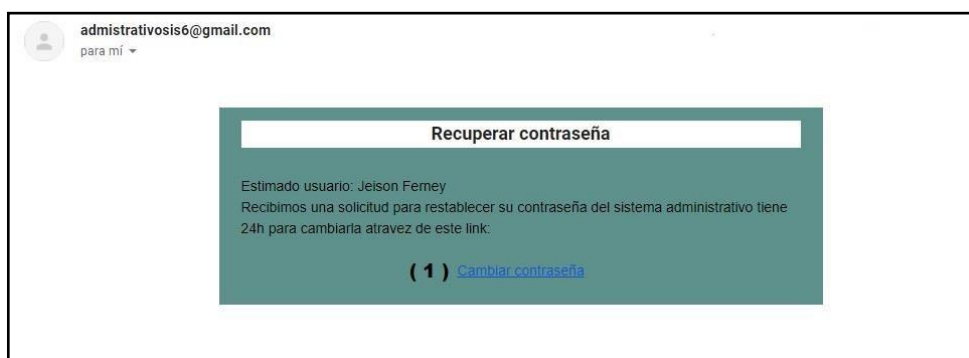 admistrativosis6@gmail.com
para mí
Recuperar contraseña
Estimado usuario: Jeison Ferney
Recibimos una solicitud para restablecer su contraseña del sistema administrativo tiene
24h para cambiarla atravez de este link:
( 1 ) Cambiar contraseña